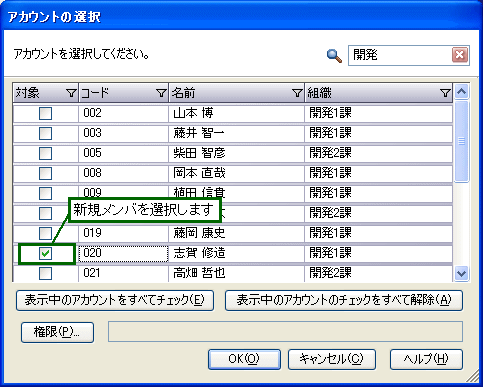 アカウントの選択
アカウントを選択してください。 開発
対象 コード 名前 組織
002 山本 博 開発1課
003 藤井 智一 開発1課
005 柴田 智彦 開発2課
008 岡本 直哉 開発1課
009 植田 信貴 開発1課
新規メンバを選択します 開発2課
019 藤岡 康史 開発1課
020 志賀 修造 開発1課
021 高畑 哲也 開発2課
表示中のアカウントをすべてチェック(E) 表示中のアカウントのチェックをすべて解除(A)
権限(P)...
OK(O) キャンセル(C) ヘルプ(H)